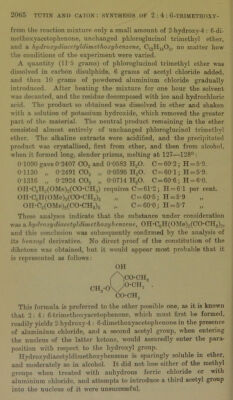 2065 TUTIN AND CATON: SYNTHESIS OF 2:4:6-TRIMETHOXY-
from the reaction mixture only a small amount of 2-hydroxy-4:6-di-
methoxyacetophenone, unchanged phloroglucinol trimethyl ether,
and a hydroxydiacetyldimethoxybenzene, C12H14O5, no matter how
the conditions of the experiment were varied.
A quantity (11·5 grams) of phloroglucinol trimethyl ether was
dissolved in carbon disulphide, 6 grams of acetyl chloride added,
and then 10 grams of powdered aluminium chloride gradually
introduced. After heating the mixture for one hour the solvent
was decanted, and the residue decomposed with ice and hydrochloric
acid. The product so obtained was dissolved in ether and shaken
with a solution of potassium hydroxide, which removed the greater
part of the material. The neutral product remaining in the ether
consisted almost entirely of unchanged phloroglucinol trimethyl
ether. The alkaline extracts were acidified, and the precipitated
product was crystallised, first from ether, and then from alcohol,
when it formed long, slender prisms, melting at 127—128°:
0·1090 gave 0·2407 CO2 and 0·0583 H2O. C=60·2; H=5·9.
0·1130 „ 0·2491 CO2 „ 0·0595 H2O. C=60·1; H=5·9.
0·1316 „ 0·2924 CO2 „ 0·0714 H2O. C=60·6; H=6·0.
OH·C6H2(OMe)2(CO·CH3) requires C=61·2; H=6·1 per cent.
OH·C6H(OMe)2(CO·CH3)2 „ C=60·5; H=5·9 „
OH·C6(OMe)2(CO·CH3)3 „ C=60·0; H=5·7 „
These analyses indicate that the substance under consideration
was a hydroxydiacetyldimethoxybenzene, OH·C6H(OMe)2(CO·CH3)2,
and this conclusion was subsequently confirmed by the analysis of
its benzoyl derivative. No direct proof of the constitution of the
diketone was obtained, but it would appear most probable that it
is represented as follows:
OH
CO·CH3
CH3·O O·CH3
CO·CH3
This formula is preferred to the other possible one, as it is known
that 2:4:6-trimethoxyacetophenone, which must first be formed,
readily yields 2-hydroxy-4:6-dimethoxyacetophenone in the presence
of aluminium chloride, and a second acetyl group, when entering
the nucleus of the latter ketone, would assuredly enter the para-
position with respect to the hydroxyl group.
Hydroxydiacetyldimethoxybenzene is sparingly soluble in ether,
and moderately so in alcohol. It did not lose either of the methyl
groups when treated with anhydrous ferric chloride or with
aluminium chloride, and attempts to introduce a third acetyl group
into the nucleus of it were unsuccessful.